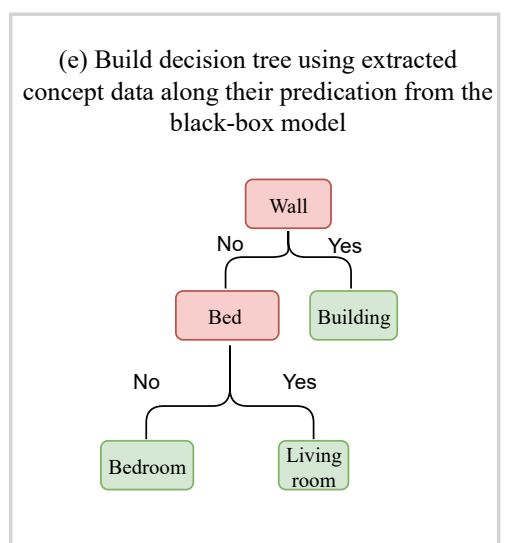 (e) Build decision tree using extracted
concept data along their predication from the
black-box model
Wall
No
Yes
Bed
Building
No
Yes
Bedroom
Living
room